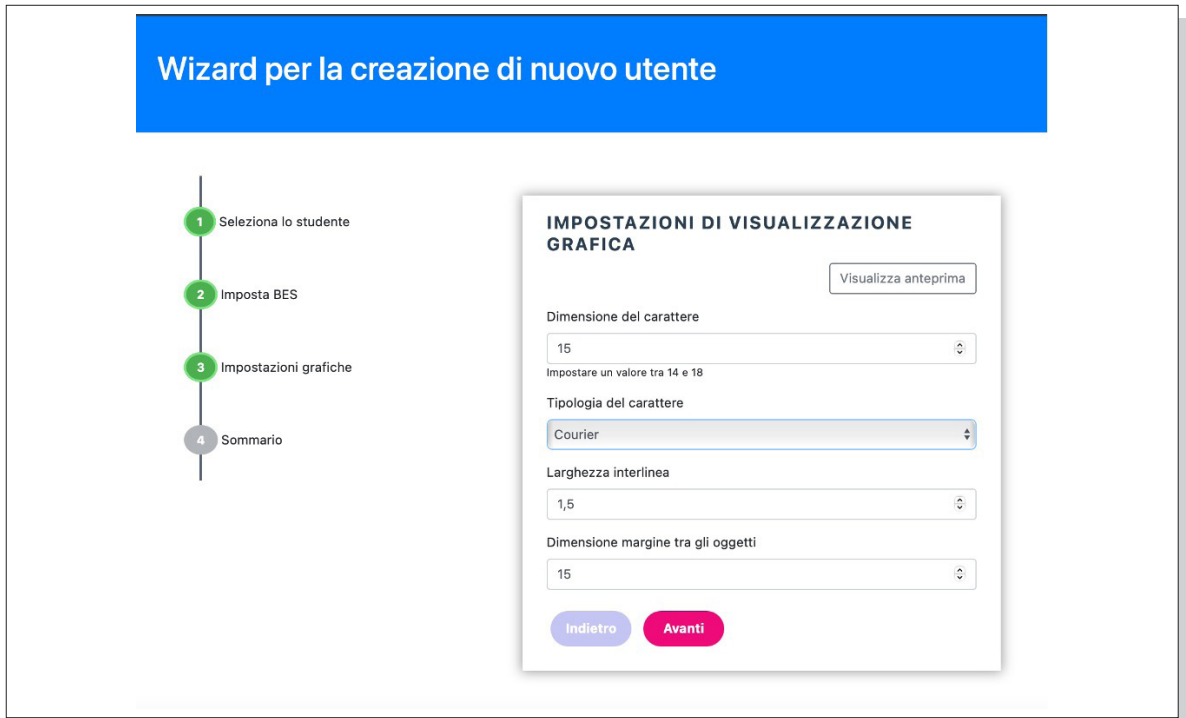 Wizard per la creazione di nuovo utente
1 Seleziona lo studente
2 Imposta BES
3 Impostazioni grafiche
4 Sommario
IMPOSTAZIONI DI VISUALIZZAZIONE
GRAFICA
Visualizza anteprima
Dimensione del carattere
15
Impostare un valore tra 14 e 18
Tipologia del carattere
Courier
Larghezza interlinea
1,5
Dimensione margine tra gli oggetti
15
Indietro Avanti